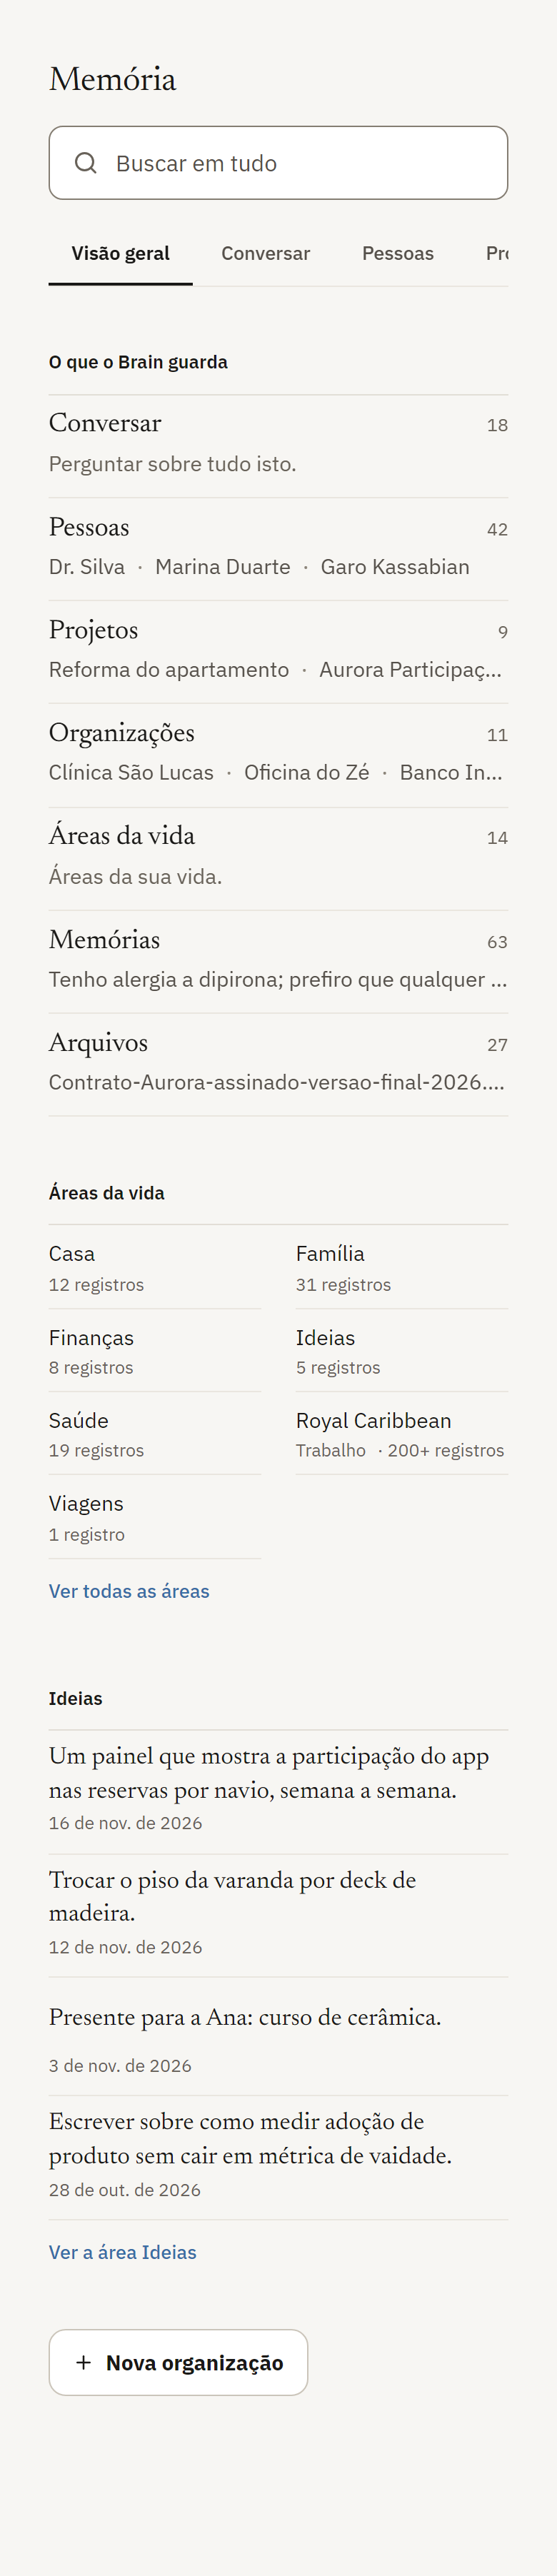 Memória
Buscar em tudo
Visão geral Conversar Pessoas Pro
O que o Brain guarda
Conversar 18
Perguntar sobre tudo isto.
Pessoas 42
Dr. Silva · Marina Duarte · Garo Kassabian
Projetos 9
Reforma do apartamento · Aurora Participaç...
Organizações 11
Clínica São Lucas · Oficina do Zé · Banco In...
Áreas da vida 14
Áreas da sua vida.
Memórias 63
Tenho alergia a dipirona; prefiro que qualquer ...
Arquivos 27
Contrato-Aurora-assinado-versao-final-2026....
Áreas da vida
Casa Família
12 registros 31 registros
Finanças Ideias
8 registros 5 registros
Saúde Royal Caribbean
19 registros Trabalho · 200+ registros
Viagens
1 registro
Ver todas as áreas
Ideias
Um painel que mostra a participação do app
nas reservas por navio, semana a semana.
16 de nov. de 2026
Trocar o piso da varanda por deck de
madeira.
12 de nov. de 2026
Presente para a Ana: curso de cerâmica.
3 de nov. de 2026
Escrever sobre como medir adoção de
produto sem cair em métrica de vaidade.
28 de out. de 2026
Ver a área Ideias
+ Nova organização